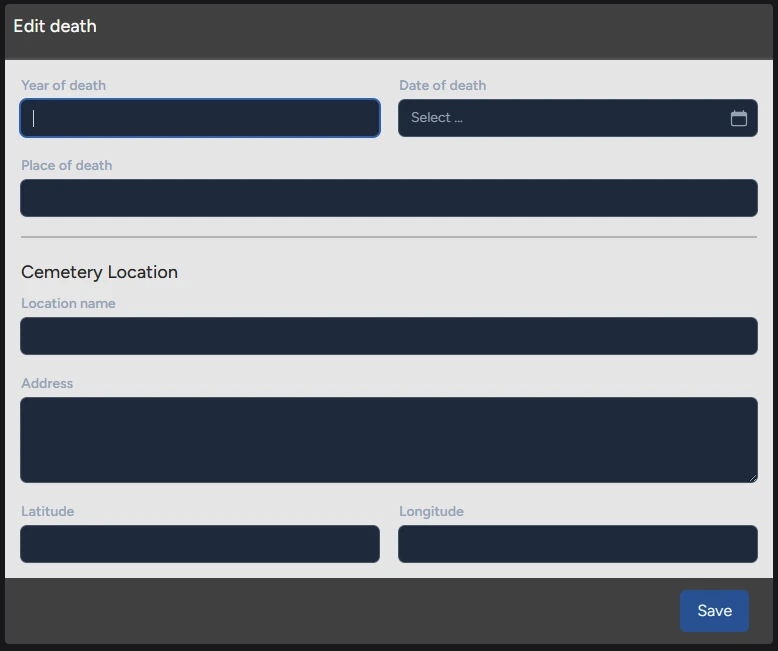 Edit death
Year of death
Date of death
Select ...
Place of death
Cemetery Location
Location name
Address
Latitude
Longitude
Save